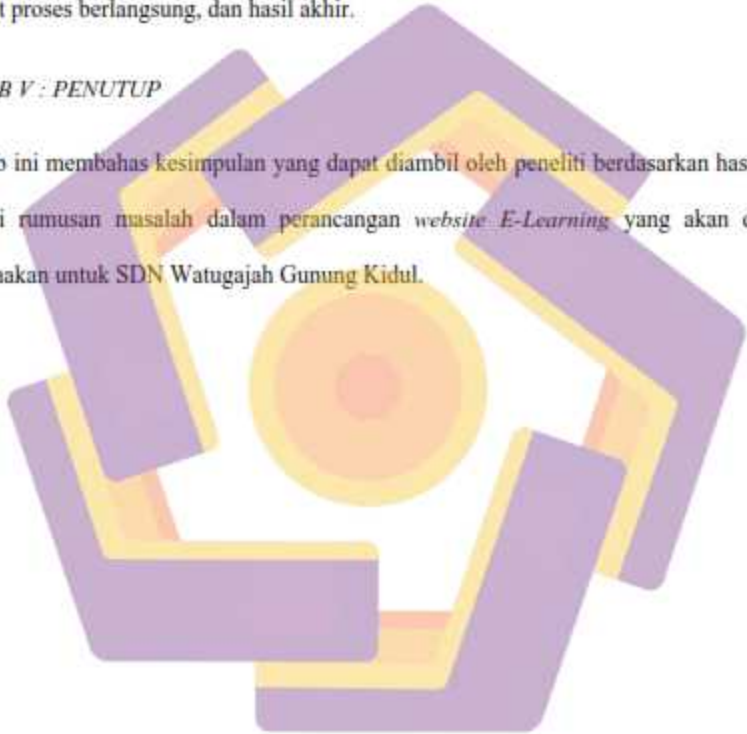 t proses berlangsung, dan hasil akhir.
B V : PENUTUP
o ini membahas kesimpulan yang dapat diambil oleh peneliti berdasarkan has
i rumusan masalah dalam perancangan website E-Learning yang akan d
nakan untuk SDN Watugajah Gunung Kidul.